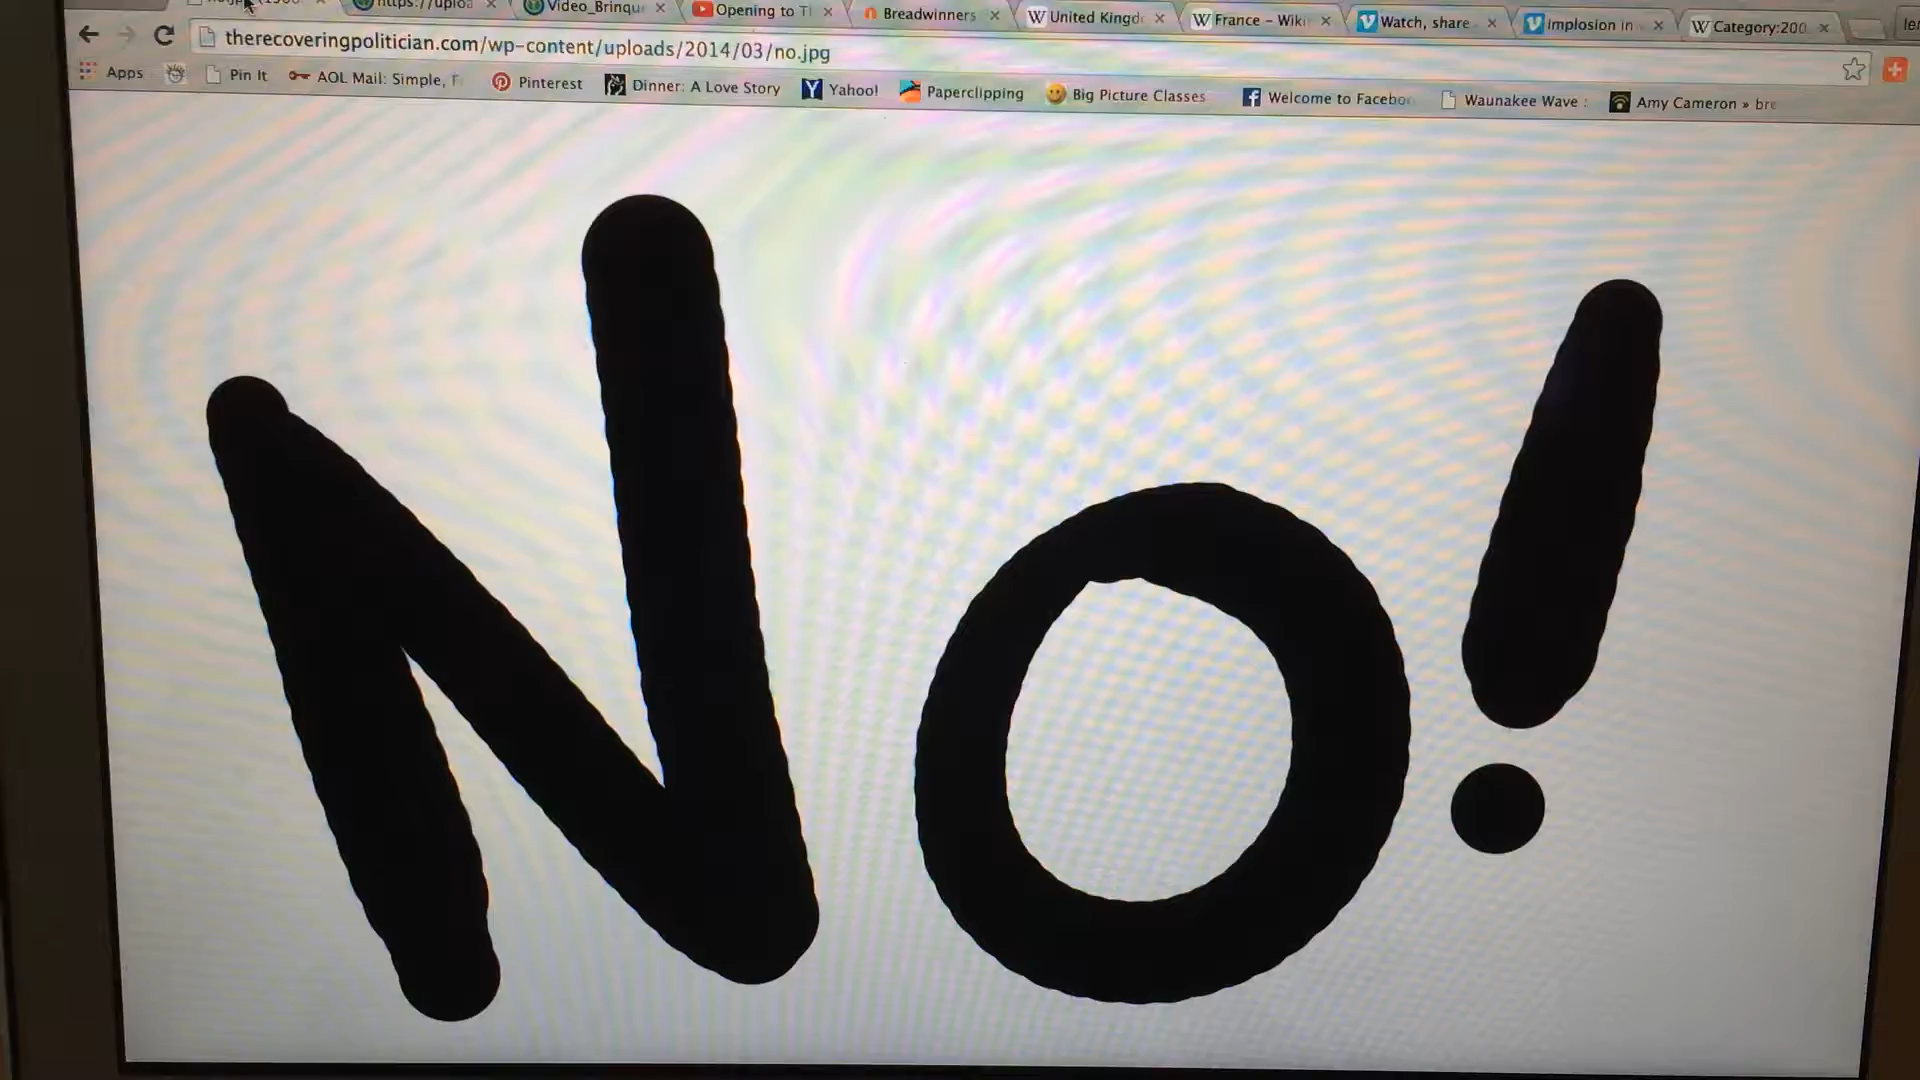 Video_Brinqu
Opening to T
Breadwinners
United Kingd
France – Wiki
Watch, share
Implosion in
Category:200
therecoveringpolitician.com/wp-content/uploads/2014/03/no.jpg
Apps
Pin It
AOL Mail: Simple, F
Pinterest
Dinner: A Love Story
Yahoo!
Paperclipping
Big Picture Classes
Welcome to Facebo
Waunakee Wave :
Amy Cameron » bre
No!